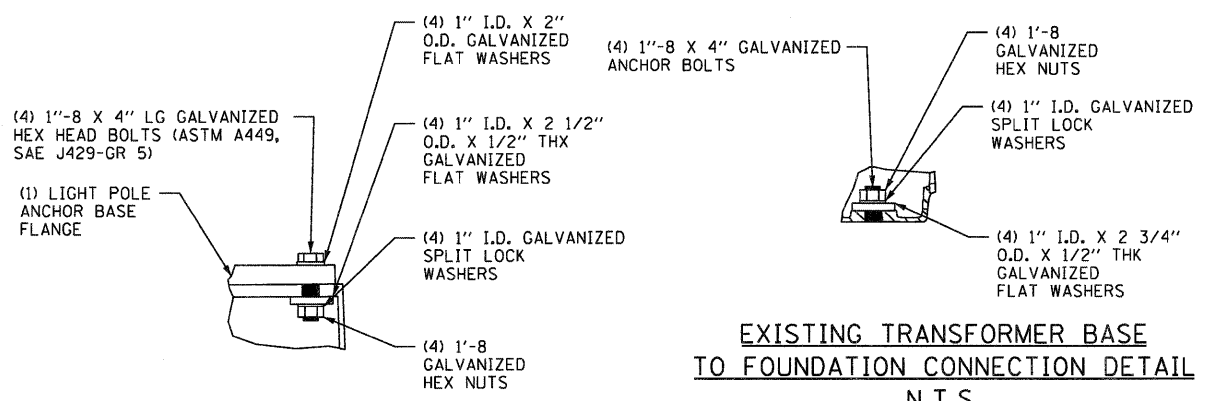 (4) 1" I.D. X 2"
O.D. GALVANIZED
FLAT WASHERS
(4) 1"-8 X 4" LG GALVANIZED
HEX HEAD BOLTS (ASTM A449,
SAE J429-GR 5)
(4) 1" I.D. X 2 1/2"
O.D. X 1/2" THX
GALVANIZED
FLAT WASHERS
(1) LIGHT POLE
ANCHOR BASE
FLANGE
(4) 1" I.D. GALVANIZED
SPLIT LOCK
WASHERS
(4) 1'-8
GALVANIZED
HEX NUTS
(4) 1"-8 X 4" GALVANIZED
ANCHOR BOLTS
(4) 1'-8
GALVANIZED
HEX NUTS
(4) 1" I.D. GALVANIZED
SPLIT LOCK
WASHERS
(4) 1" I.D. X 2 3/4"
O.D. X 1/2" THK
GALVANIZED
FLAT WASHERS
EXISTING TRANSFORMER BASE
TO FOUNDATION CONNECTION DETAIL
N.T.S.